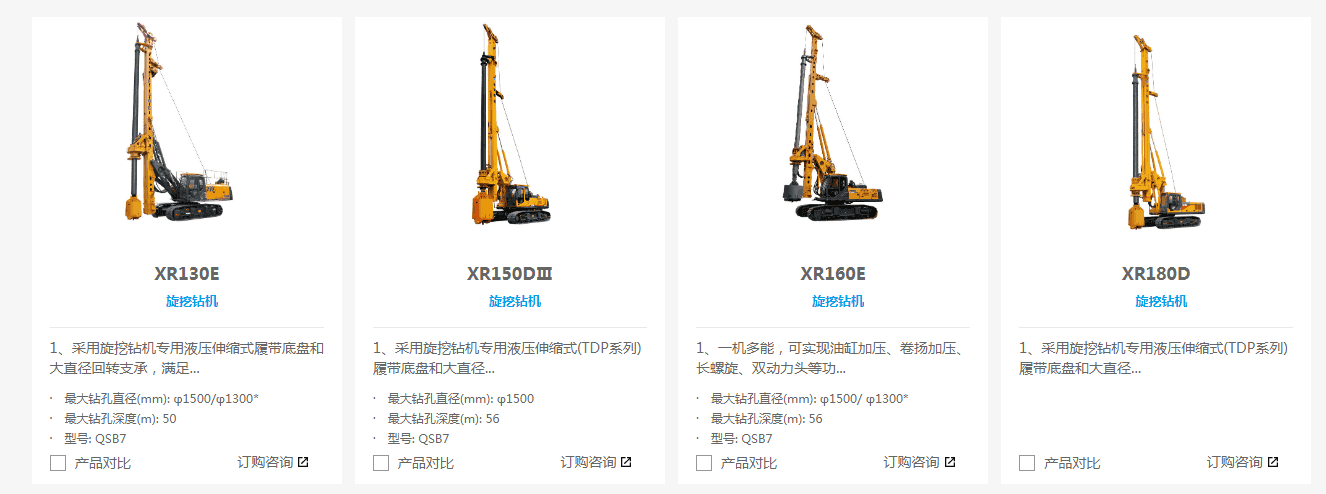 XR130E
旋挖钻机
1、采用旋挖钻机专用液压伸缩式履带底盘和
大直径回转支承，满足...
· 最大钻孔直径(mm): φ1500/φ1300*
· 最大钻孔深度(m): 50
· 型号: QSB7
产品对比 订购咨询
XR150DⅢ
旋挖钻机
1、采用旋挖钻机专用液压伸缩式(TDP系列)
履带底盘和大直径...
· 最大钻孔直径(mm): φ1500
· 最大钻孔深度(m): 56
· 型号: QSB7
产品对比 订购咨询
XR160E
旋挖钻机
1、一机多能，可实现油缸加压、卷扬加压、
长螺旋、双动力头等功...
· 最大钻孔直径(mm): φ1500/ φ1300*
· 最大钻孔深度(m): 56
· 型号: QSB7
产品对比 订购咨询
XR180D
旋挖钻机
1、采用旋挖钻机专用液压伸缩式(TDP系列)
履带底盘和大直径...
产品对比 订购咨询